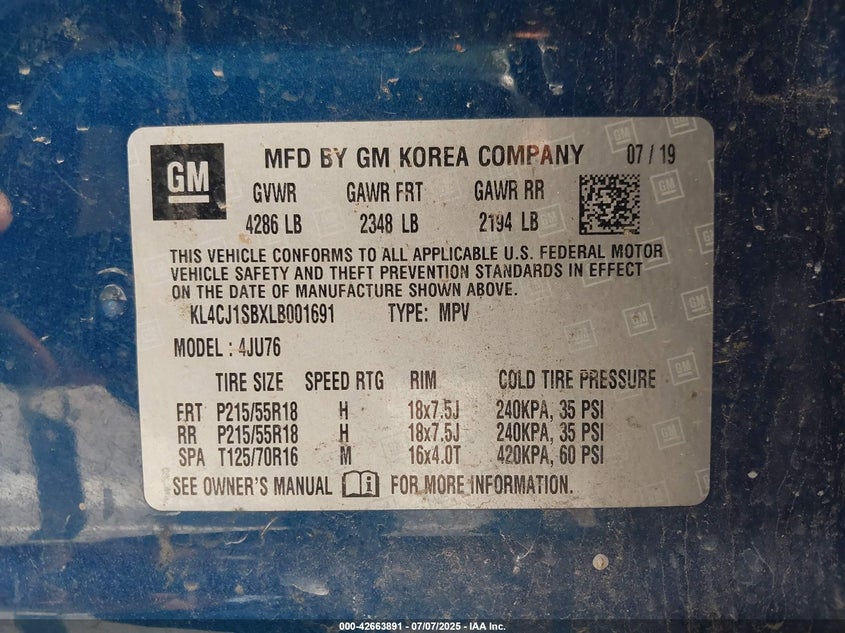 GM MFD BY GM KOREA COMPANY 07 / 19
GVWR GAWR FRT GAWR RR
4286 LB 2348 LB 2194 LB
THIS VEHICLE CONFORMS TO ALL APPLICABLE U.S. FEDERAL MOTOR
VEHICLE SAFETY AND THEFT PREVENTION STANDARDS IN EFFECT
ON THE DATE OF MANUFACTURE SHOWN ABOVE.
KL4CJ1SBXLB001691 TYPE: MPV
MODEL : 4JU76
TIRE SIZE SPEED RTG RIM COLD TIRE PRESSURE
FRT P215/55R18 H 18x7.5J 240KPA, 35 PSI
RR P215/55R18 H 18x7.5J 240KPA, 35 PSI
SPA T125/70R16 M 16x4.0T 420KPA, 60 PSI
SEE OWNER'S MANUAL i FOR MORE INFORMATION.
000-42663891 - 07/07/2025 - IAA Inc.